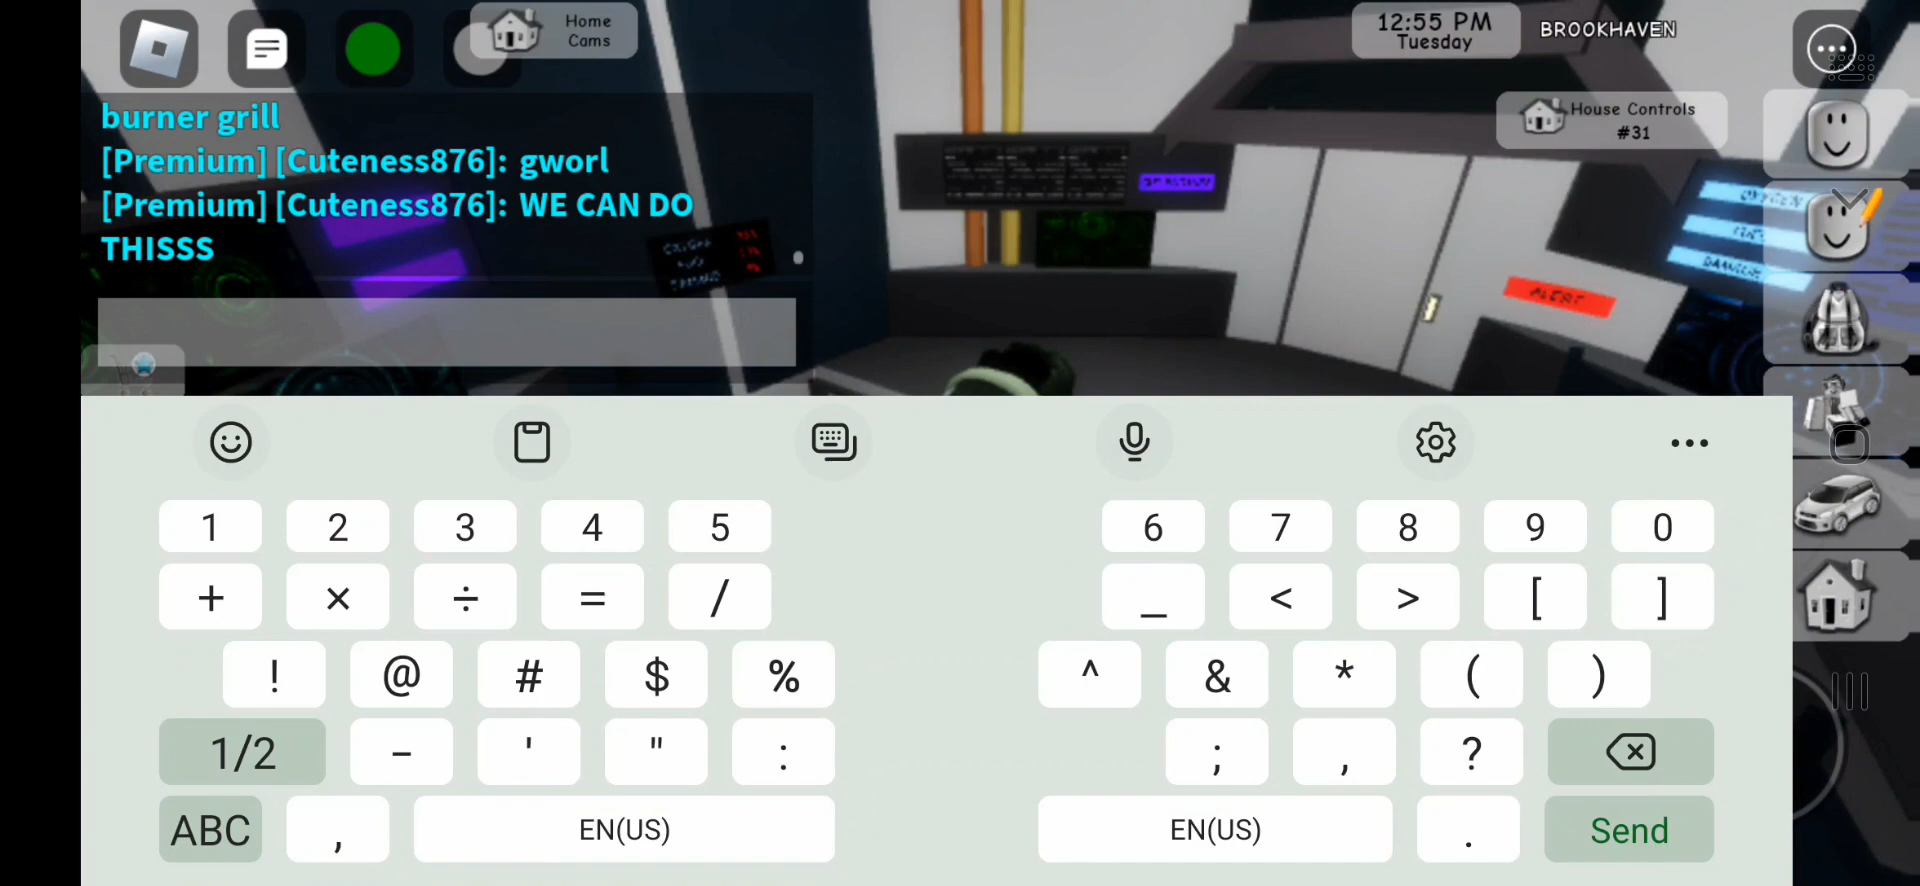 Home
Cams
12:55 PM
Tuesday
BROOKHAVEN
House Controls
#31
burner grill
[Premium] [Cuteness876]: gworl
[Premium] [Cuteness876]: WE CAN DO
THISSS
OXYGEN
ALERT
1 2 3 4 5 6 7 8 9 0
+ × ÷ = / _ < > [ ]
! @ # $ % ^ & * ( )
1/2 - ' " : ; , ?
ABC , EN(US) EN(US) . Send